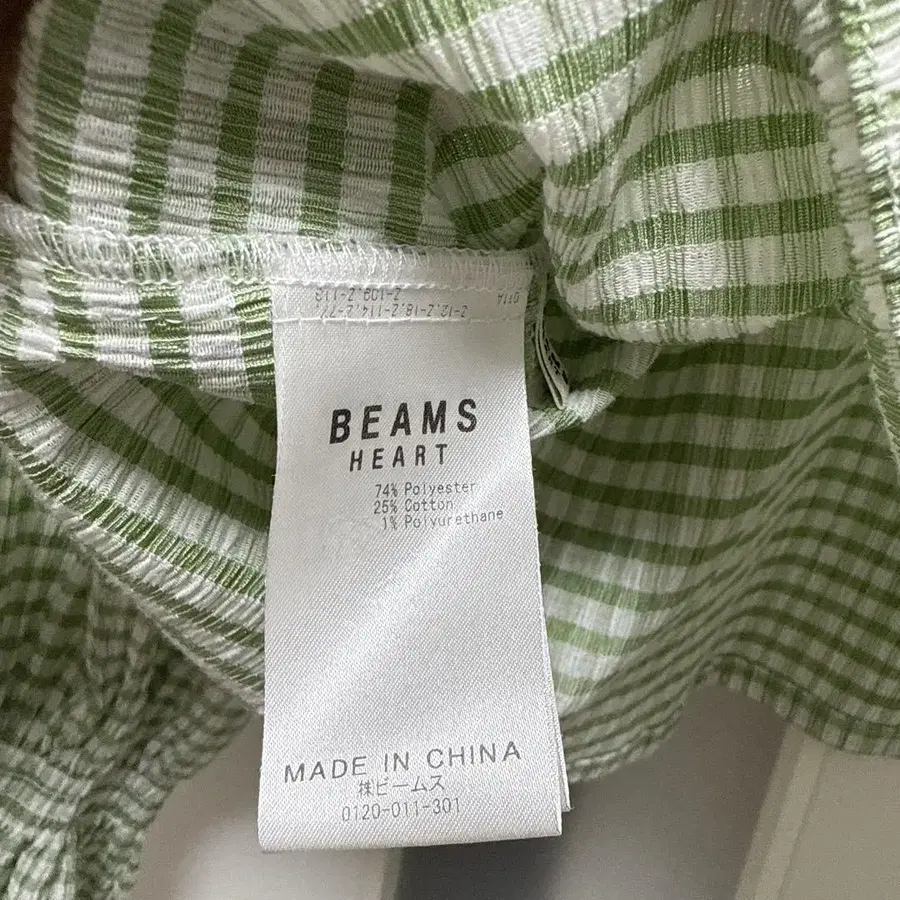 BEAMS
HEART
74% Polyester
25% Cotton
1% Polyurethane
MADE IN CHINA
㈱ビームス
0120-011-301